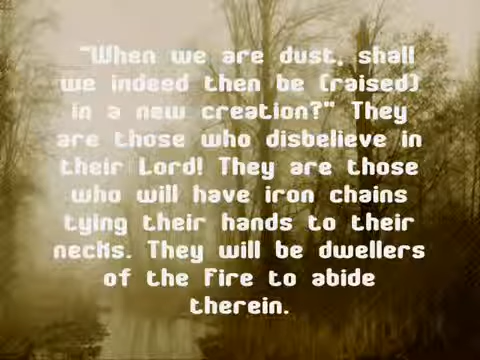 "When we are dust, shall
we indeed then be (raised)
in a new creation?" They
are those who disbelieve in
their Lord! They are those
who will have iron chains
tying their hands to their
necks. They will be dwellers
of the Fire to abide
therein.